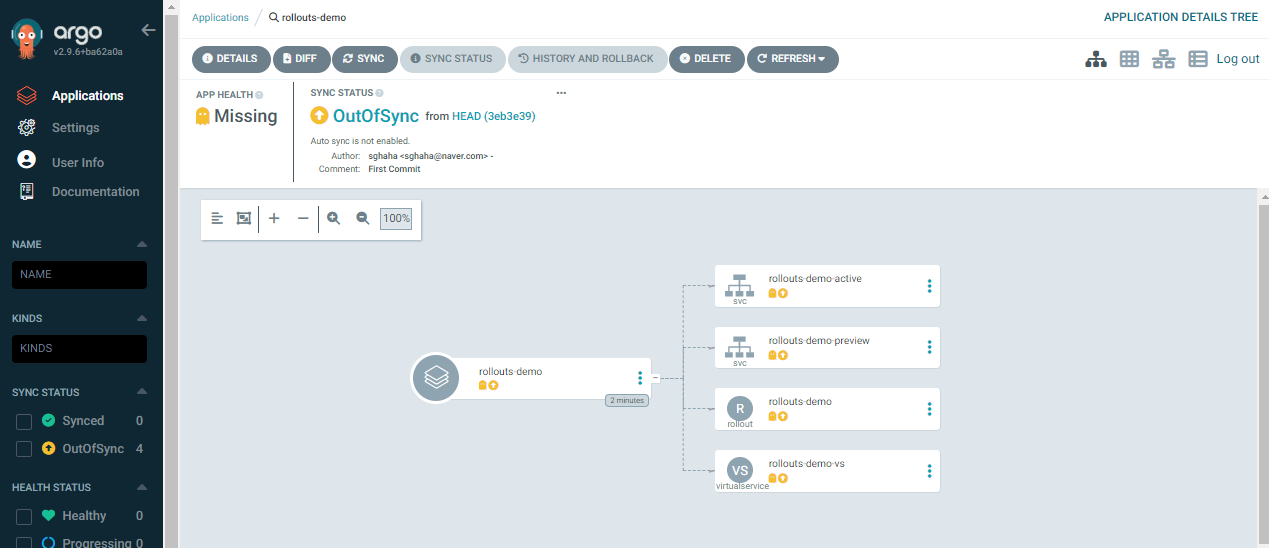 argo
v2.9.6+ba62a0a
Applications
Settings
User Info
Documentation
NAME
NAME
KINDS
KINDS
SYNC STATUS
Synced 0
OutOfSync 4
HEALTH STATUS
Healthy 0
Progressing 0
Applications / rollouts-demo
APPLICATION DETAILS TREE
DETAILS DIFF SYNC SYNC STATUS HISTORY AND ROLLBACK DELETE REFRESH
Log out
APP HEALTH
Missing
SYNC STATUS
OutOfSync from HEAD (3eb3e39)
Auto sync is not enabled.
Author: sghaha <sghaha@naver.com> -
Comment: First Commit
100%
rollouts-demo
2 minutes
rollouts-demo-active
svc
rollouts-demo-preview
svc
rollouts-demo
R
rollout
rollouts-demo-vs
VS
virtualservice